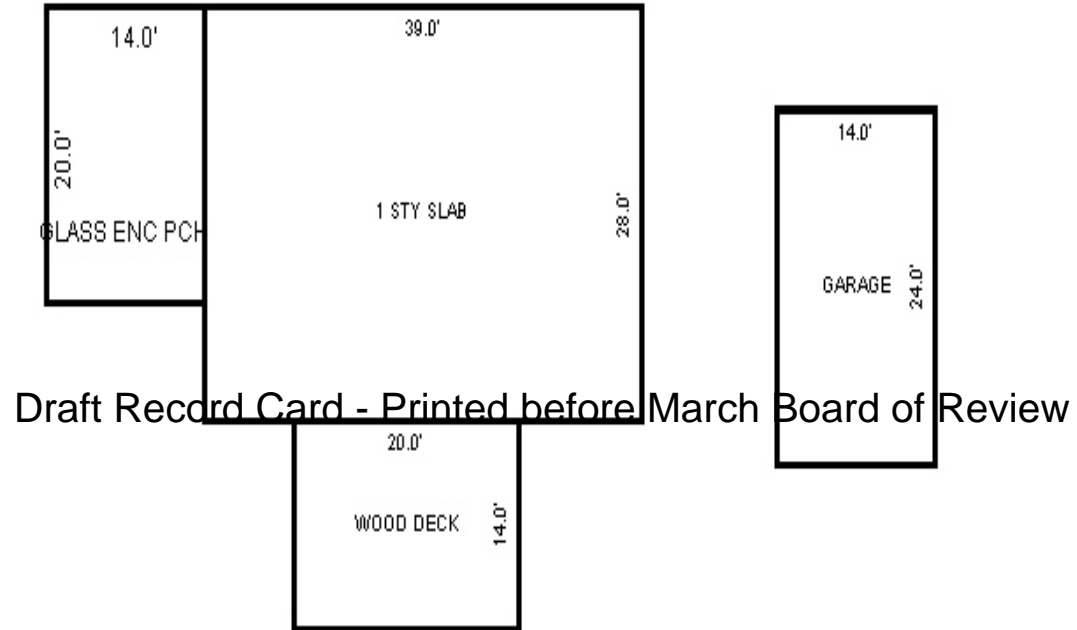 14.0'
39.0'
20.0'
GLASS ENC PCH
1 STY SLAB
28.0'
14.0'
GARAGE
24.0'
Draft Record Card - Printed before March Board of Review
20.0'
WOOD DECK
14.0'